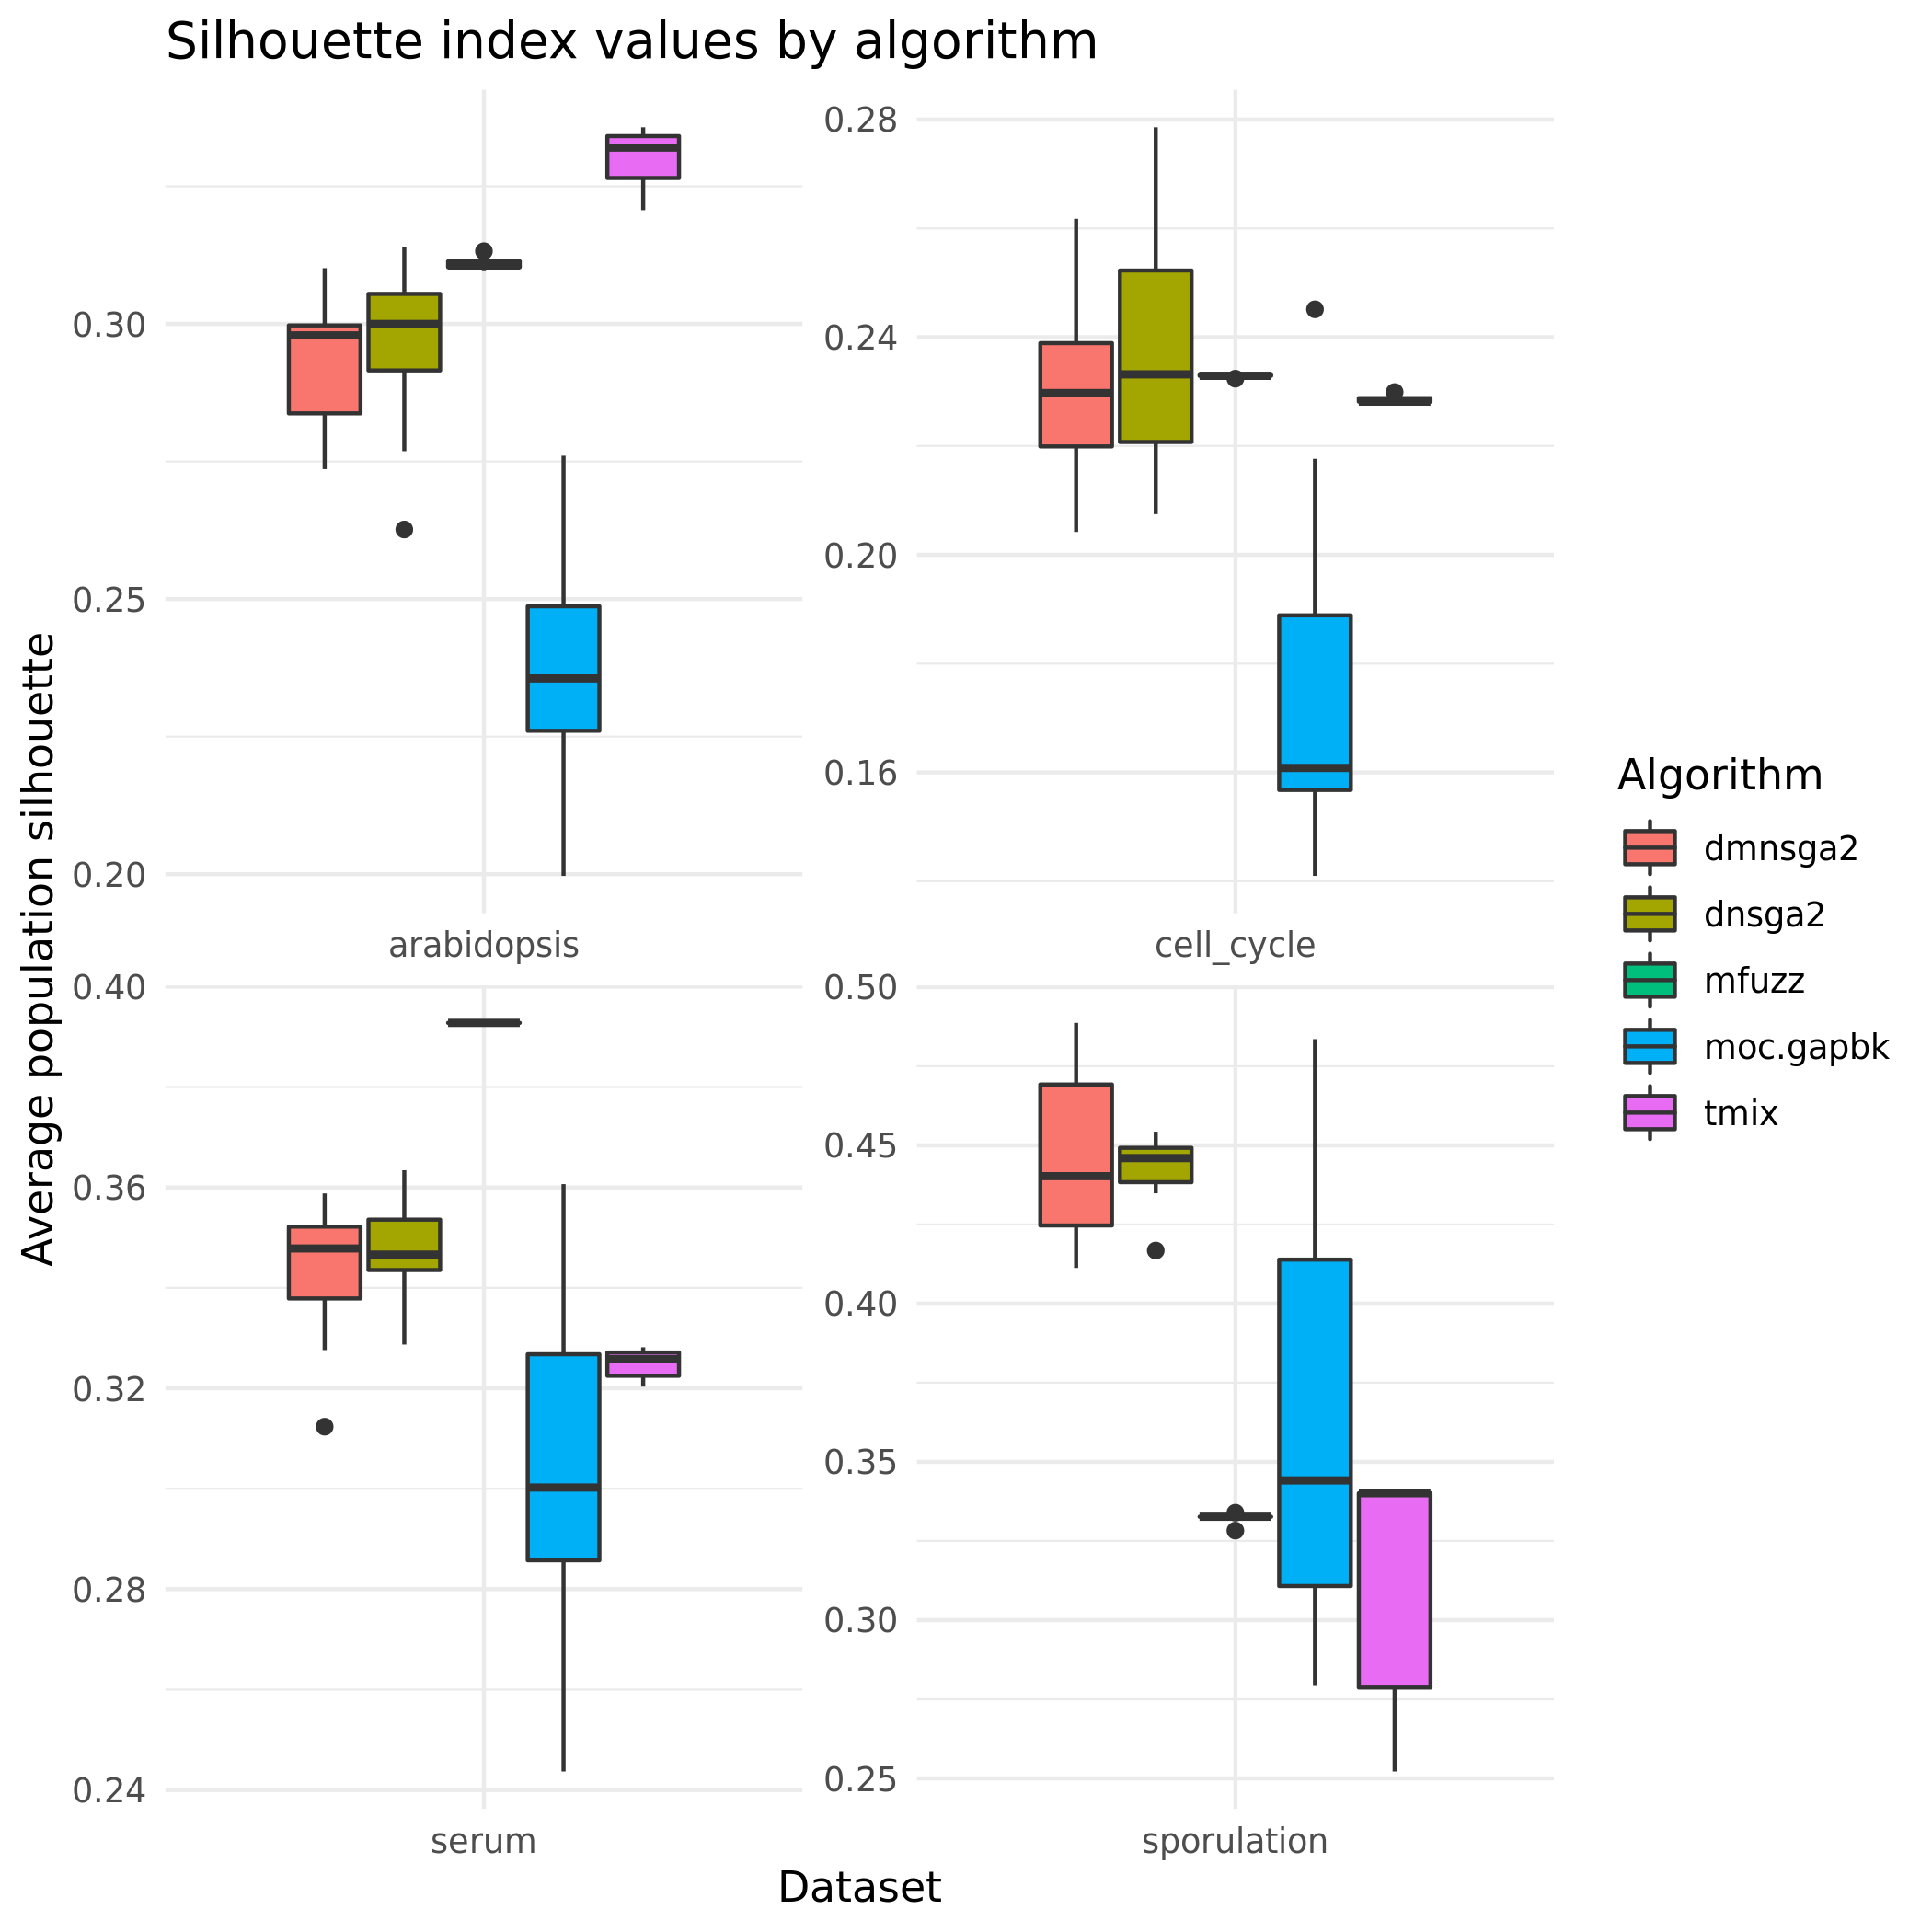 Silhouette index values by algorithm
Average population silhouette
0.30
0.25
0.20
arabidopsis
0.28
0.24
0.20
0.16
cell_cycle
0.40
0.36
0.32
0.28
0.24
serum
0.50
0.45
0.40
0.35
0.30
0.25
sporulation
Dataset
Algorithm
dmnsga2
dnsga2
mfuzz
moc.gapbk
tmix